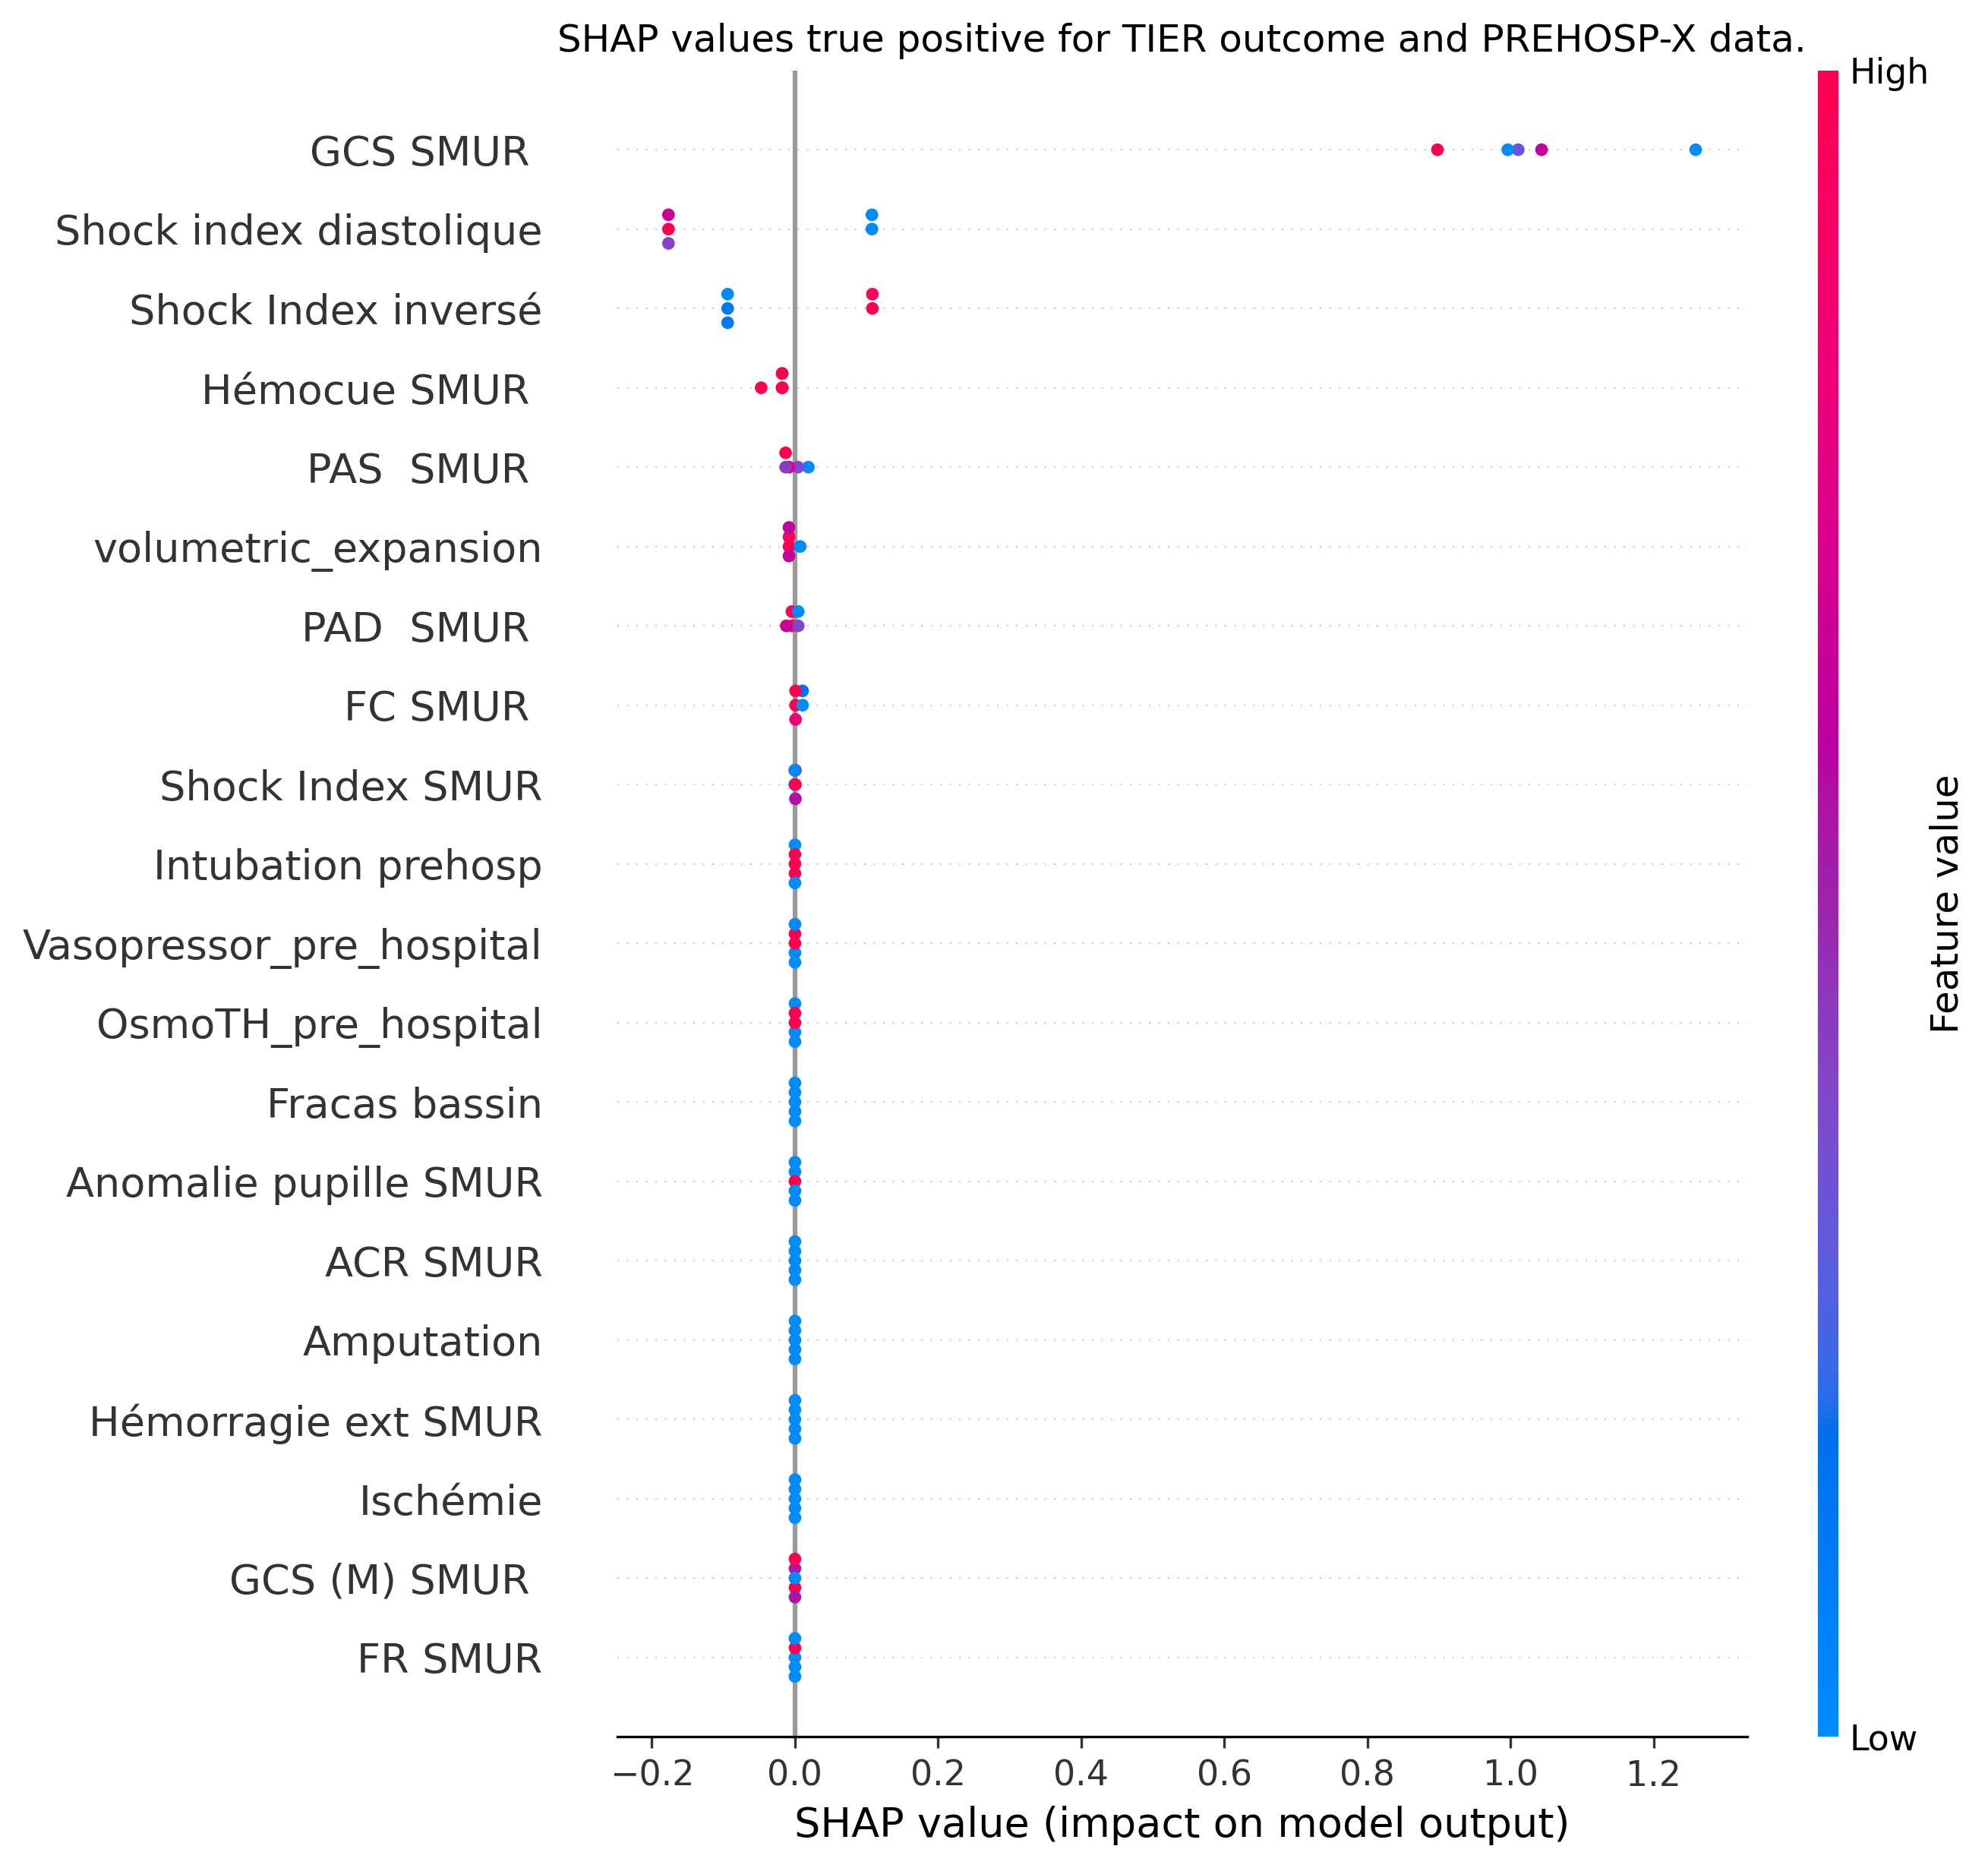 SHAP values true positive for TIER outcome and PREHOSP-X data.
High
GCS SMUR
Shock index diastolique
Shock Index inversé
Hémocue SMUR
PAS  SMUR
volumetric_expansion
PAD  SMUR
FC SMUR
Shock Index SMUR
Intubation prehosp
Vasopressor_pre_hospital
OsmoTH_pre_hospital
Fracas bassin
Anomalie pupille SMUR
ACR SMUR
Amputation
Hémorragie ext SMUR
Ischémie
GCS (M) SMUR
FR SMUR
Feature value
Low
−0.2 0.0 0.2 0.4 0.6 0.8 1.0 1.2
SHAP value (impact on model output)